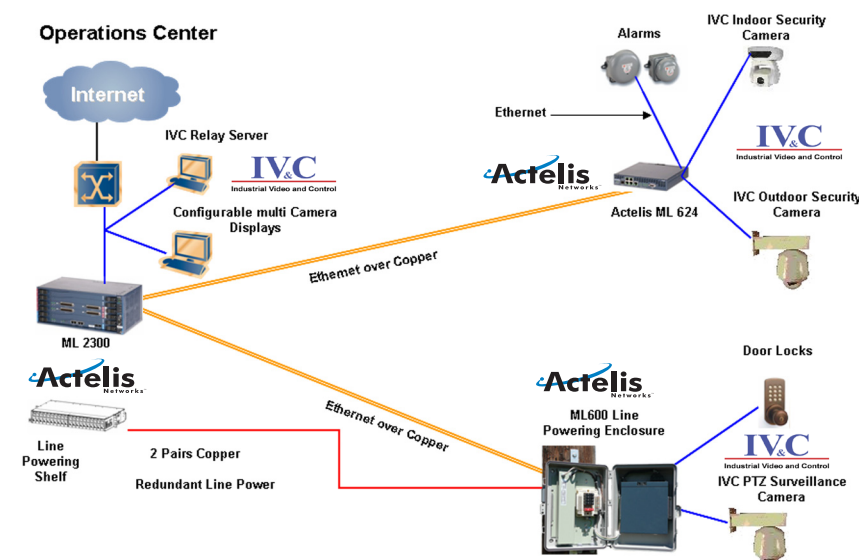 Operations Center
Internet
IVC Relay Server
IV&C
Industrial Video and Control
Configurable multi Camera
Displays
ML 2300
Actelis
Networks
Line
Powering
Shelf
2 Pairs Copper
Redundant Line Power
Ethernet over Copper
Ethernet over Copper
Alarms
IVC Indoor Security
Camera
Ethernet
Actelis
Networks
Actelis ML 624
IV&C
Industrial Video and Control
IVC Outdoor Security
Camera
Actelis
Networks
ML600 Line
Powering Enclosure
Door Locks
IV&C
Industrial Video and Control
IVC PTZ Surveillance
Camera